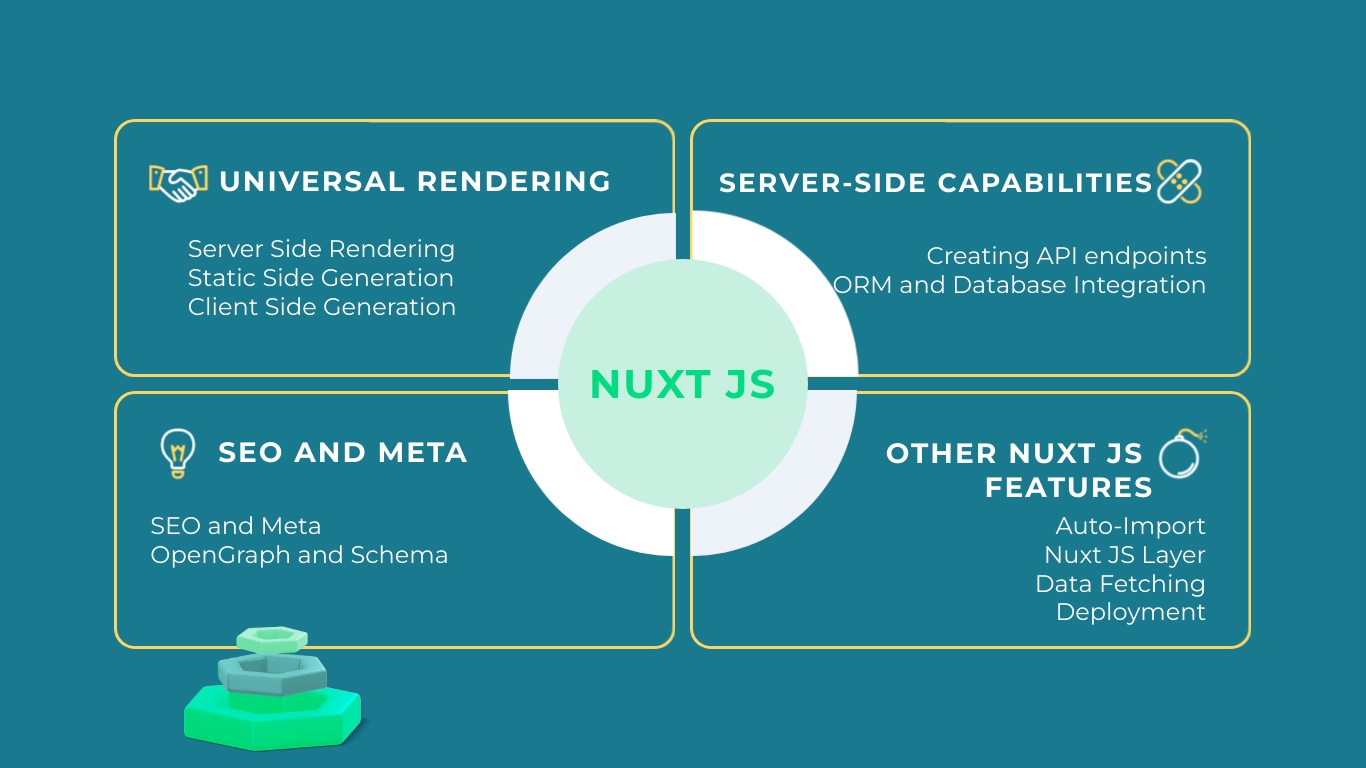 UNIVERSAL RENDERING
Server Side Rendering
Static Side Generation
Client Side Generation
SERVER-SIDE CAPABILITIES
Creating API endpoints
ORM and Database Integration
NUXT JS
SEO AND META
SEO and Meta
OpenGraph and Schema
OTHER NUXT JS
FEATURES
Auto-Import
Nuxt JS Layer
Data Fetching
Deployment